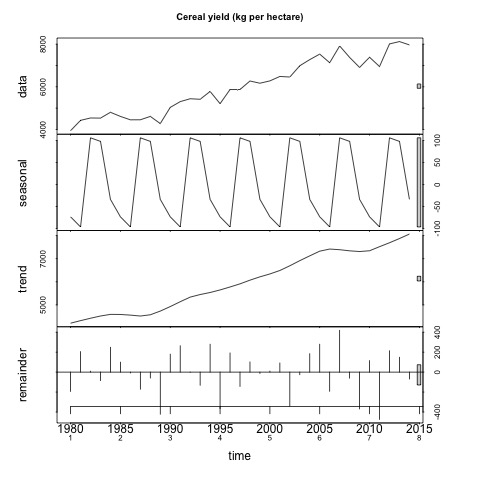 Cereal yield (kg per hectare)
data
4000 6000 8000
seasonal
-100 -50 0 50 100
trend
5000 7000
remainder
-400 0 200 400
1980 1985 1990 1995 2000 2005 2010 2015
1 2 3 4 5 6 7 8
time